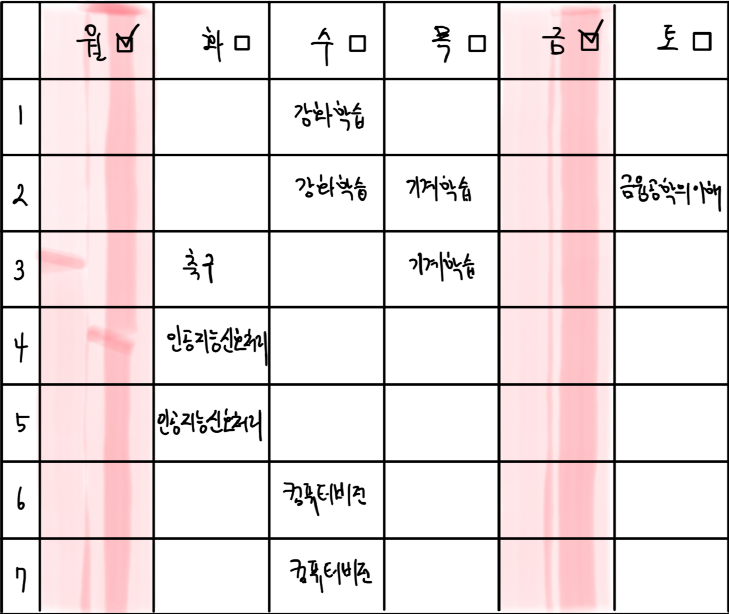 월 화 수 목 금 토
1 강화학습
2 강화학습 기계학습 금융공학의이해
3 축구 기계학습
4 인공지능신호처리
5 인공지능신호처리
6 컴퓨터비전
7 컴퓨터비전